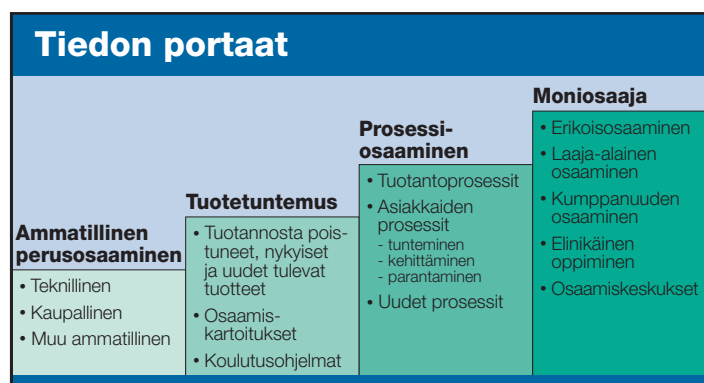 Tiedon portaat
Ammatillinen
perusosaaminen
• Teknillinen
• Kaupallinen
• Muu ammatillinen
Tuotetuntemus
• Tuotannosta pois-
tuneet, nykyiset
ja uudet tulevat
tuotteet
• Osaamis-
kartoitukset
• Koulutusohjelmat
Prosessi-
osaaminen
• Tuotantoprosessit
• Asiakkaiden
prosessit
- tunteminen
- kehittäminen
- parantaminen
• Uudet prosessit
Moniosaaja
• Erikoisosaaminen
• Laaja-alainen
osaaminen
• Kumppanuuden
osaaminen
• Elinikäinen
oppiminen
• Osaamiskeskukset